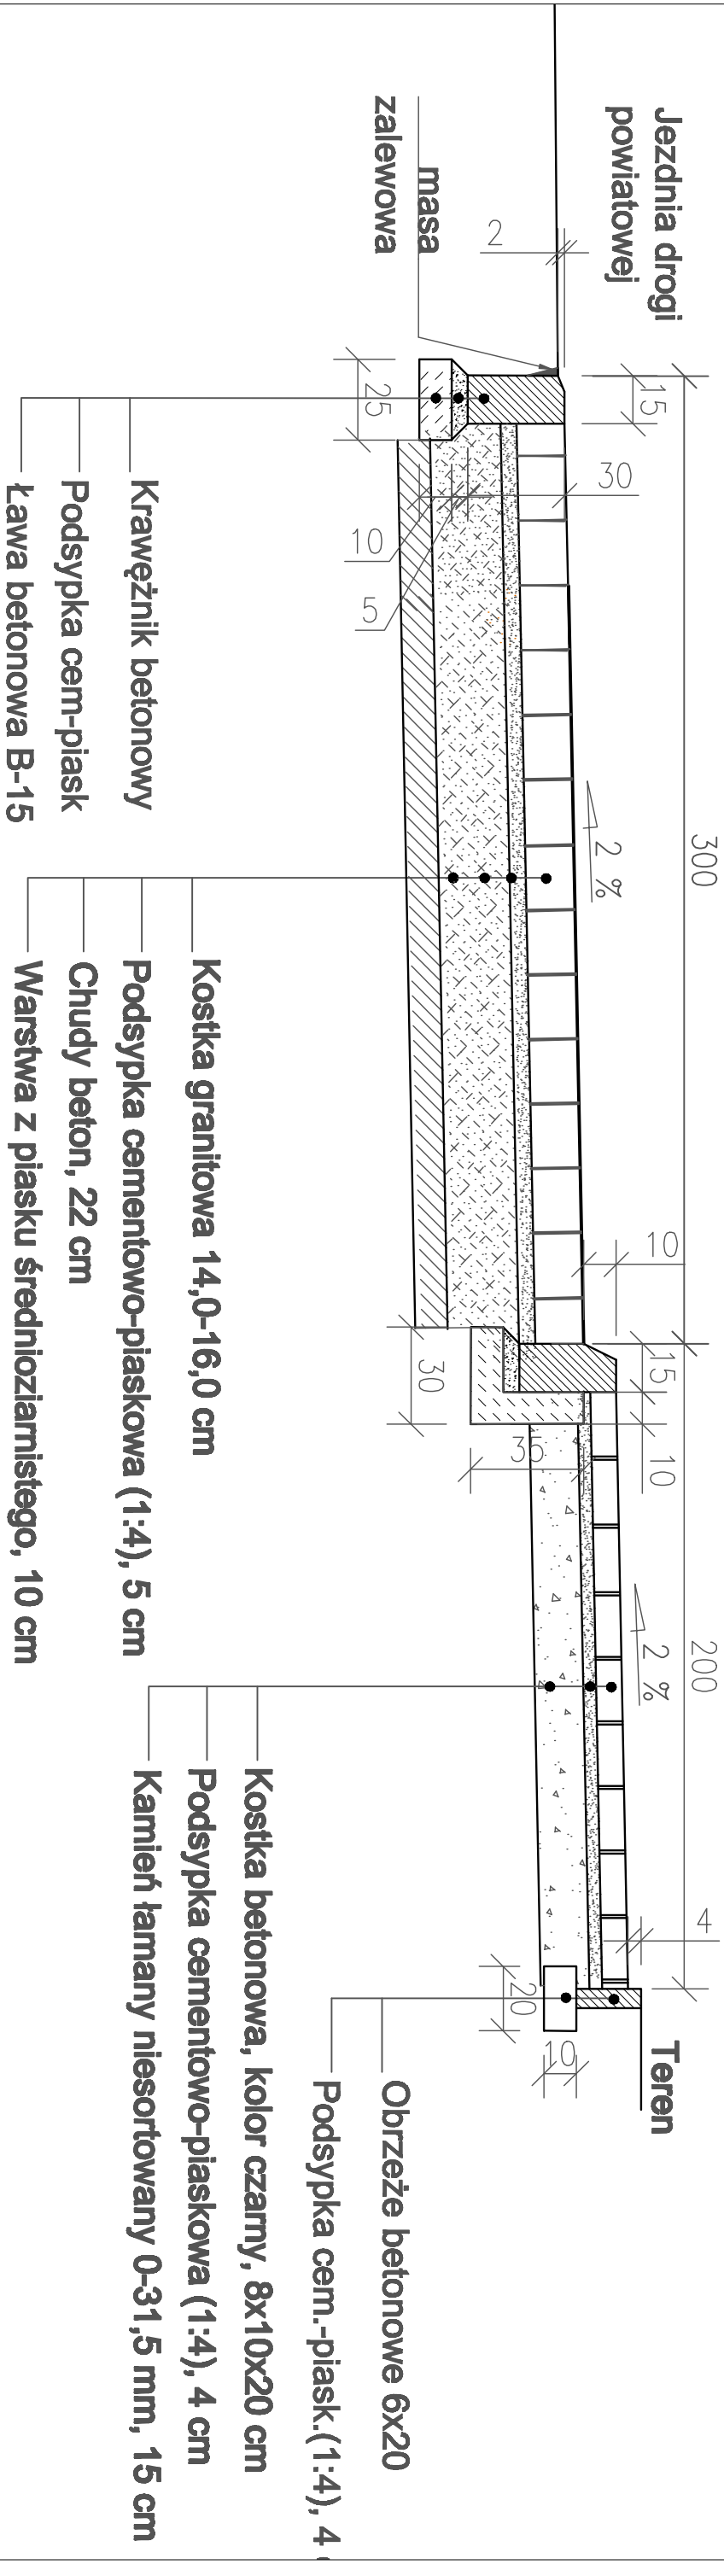 Jezdnia drogi
powiatowej
masa
zalewowa
2
15
300
30
10
5
25
2 %
10
15
10
30
35
200
2 %
4
Teren
20
10
Krawężnik betonowy
Podsypka cem-piask
Ława betonowa B-15
Kostka granitowa 14,0-16,0 cm
Podsypka cementowo-piaskowa (1:4), 5 cm
Chudy beton, 22 cm
Warstwa z piasku średnioziarnistego, 10 cm
Obrzeże betonowe 6x20
Podsypka cem.-piask.(1:4), 4
Kostka betonowa, kolor czarny, 8x10x20 cm
Podsypka cementowo-piaskowa (1:4), 4 cm
Kamień łamany niesortowany 0-31,5 mm, 15 cm